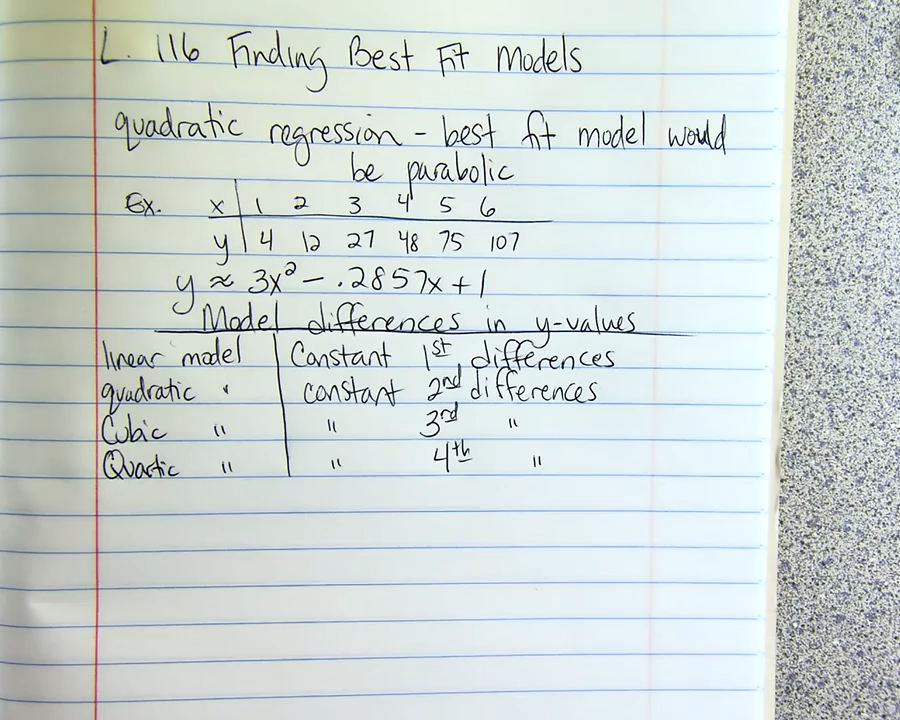 L. 116 Finding Best Fit Models
quadratic regression - best fit model would
be parabolic
Ex. x | 1 2 3 4 5 6
y | 4 12 27 48 75 107
y ≈ 3x² - .2857x + 1
Model differences in y-values
linear model | Constant 1st differences
quadratic " | constant 2nd differences
Cubic " | " 3rd "
Quartic " | " 4th "